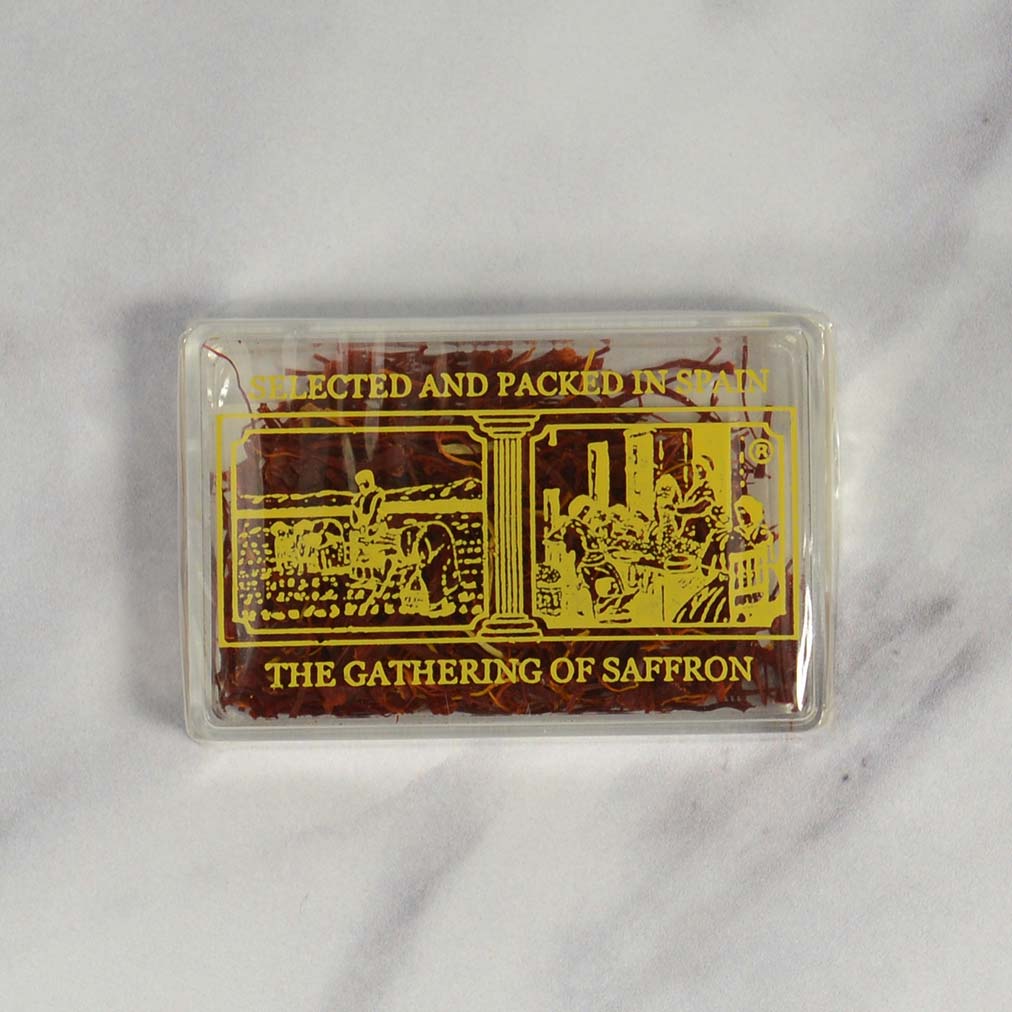 SELECTED AND PACKED IN SPAIN
®
THE GATHERING OF SAFFRON